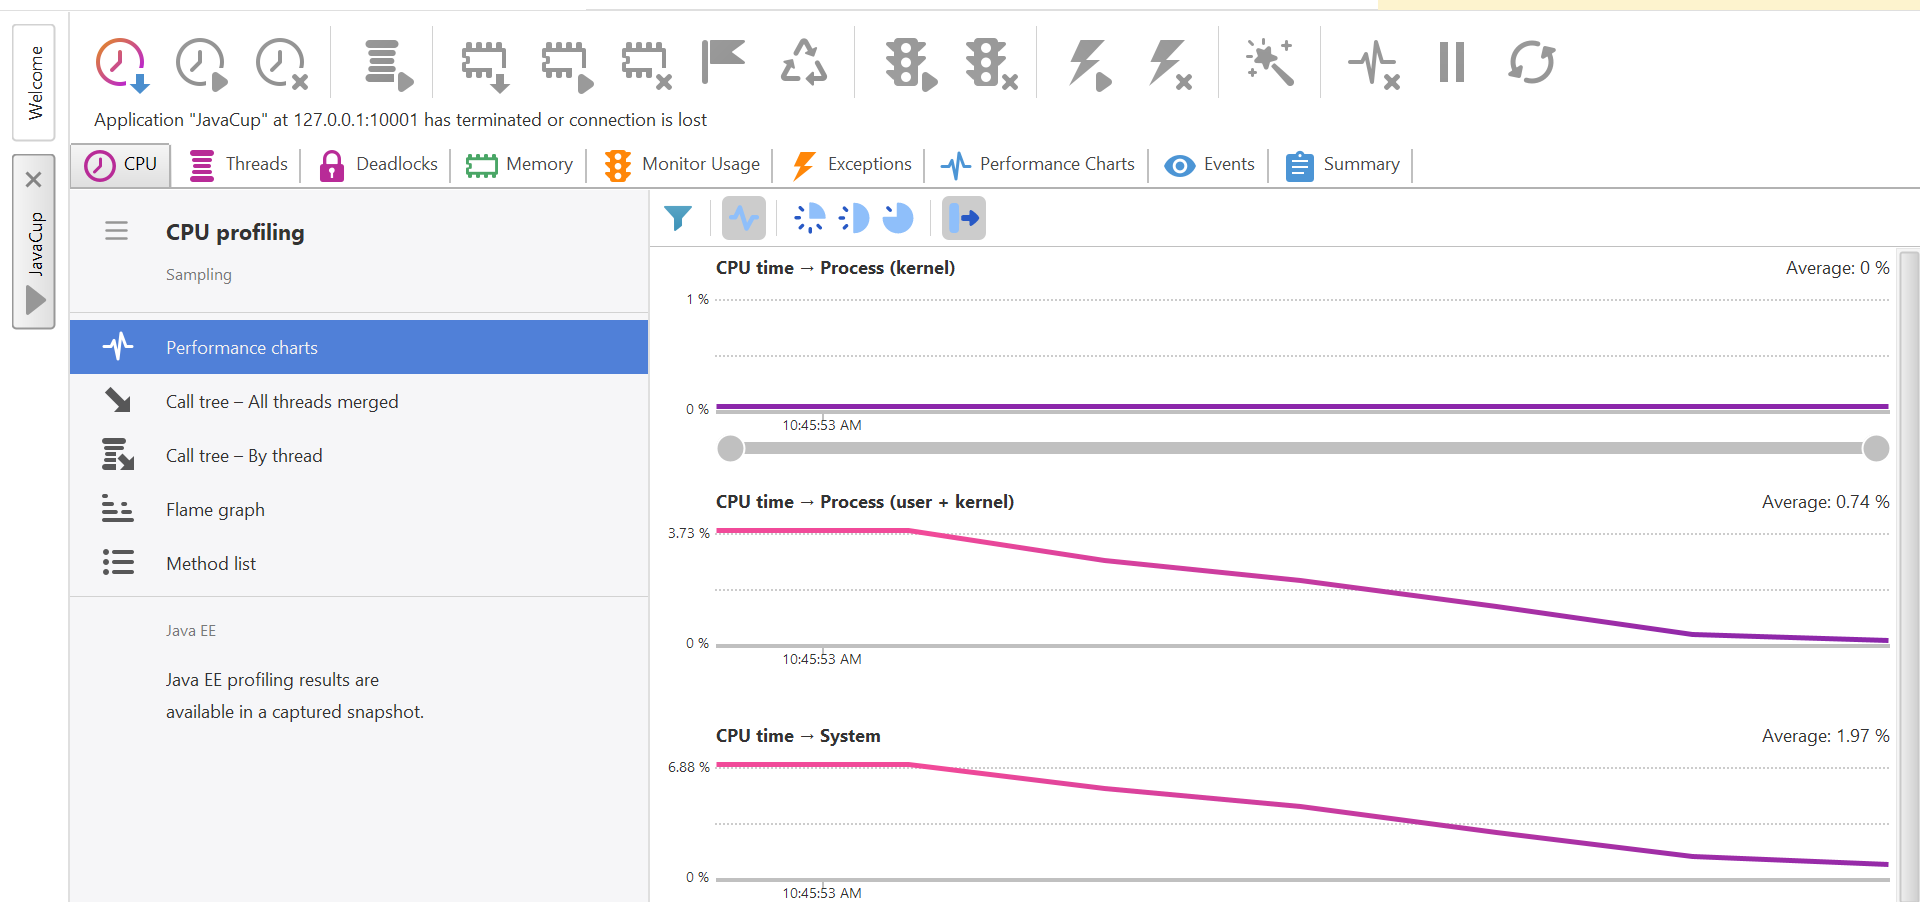 Welcome
JavaCup
Application "JavaCup" at 127.0.0.1:10001 has terminated or connection is lost
CPU
Threads
Deadlocks
Memory
Monitor Usage
Exceptions
Performance Charts
Events
Summary
CPU profiling
Sampling
Performance charts
Call tree – All threads merged
Call tree – By thread
Flame graph
Method list
Java EE
Java EE profiling results are
available in a captured snapshot.
CPU time → Process (kernel)
Average: 0 %
1 %
0 %
10:45:53 AM
CPU time → Process (user + kernel)
Average: 0.74 %
3.73 %
0 %
10:45:53 AM
CPU time → System
Average: 1.97 %
6.88 %
0 %
10:45:53 AM